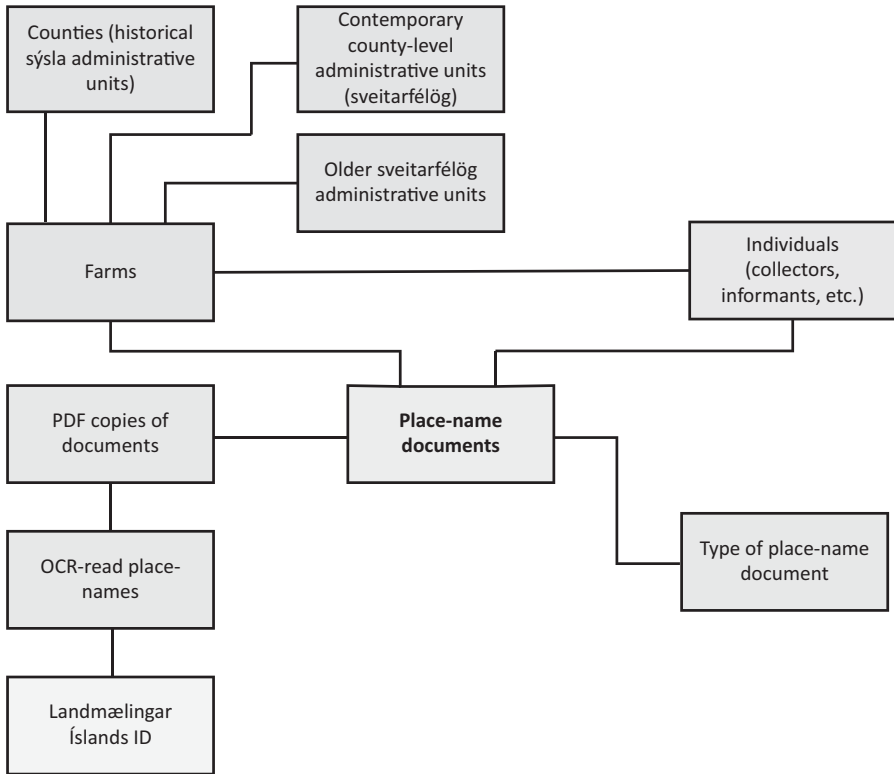 Counties (historical
sýsla administrative
units)
Contemporary
county-level
administrative units
(sveitarfélög)
Older sveitarfélög
administrative units
Farms
Individuals
(collectors,
informants, etc.)
PDF copies of
documents
Place-name
documents
OCR-read place-
names
Type of place-name
document
Landmælingar
Íslands ID